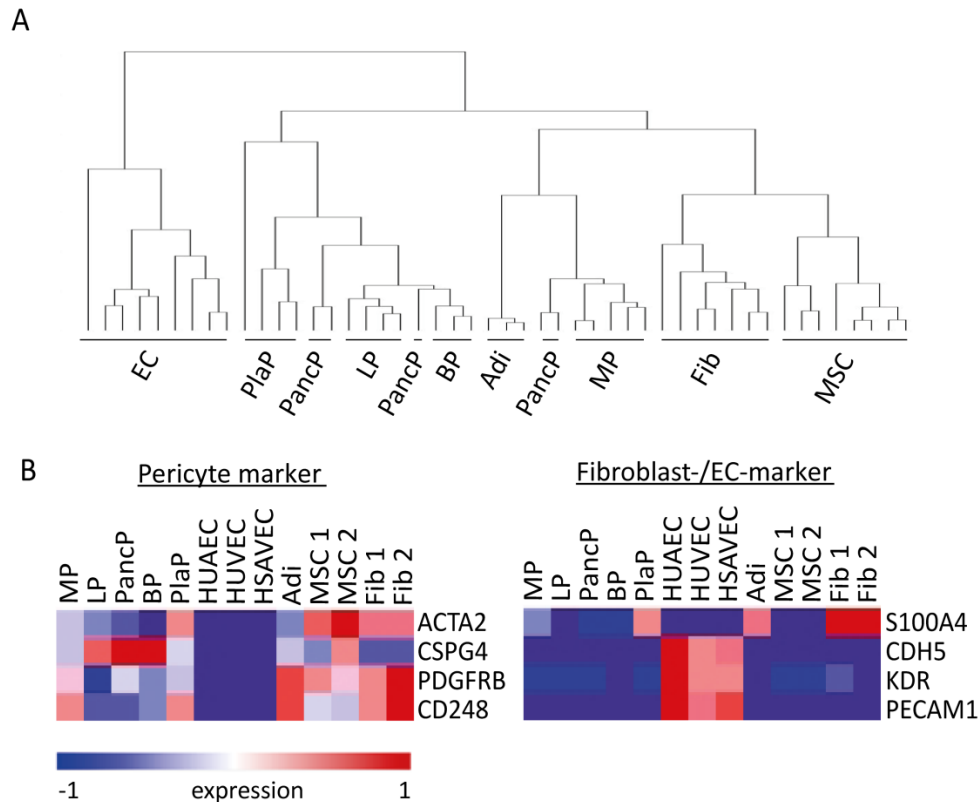 A
EC
PlaP
PancP
LP
PancP
BP
Adi
PancP
MP
Fib
MSC
B
Pericyte marker
MP
LP
PancP
BP
PlaP
HUAEC
HUVEC
HSAVEC
Adi
MSC 1
MSC 2
Fib 1
Fib 2
ACTA2
CSPG4
PDGFRB
CD248
-1 expression 1
Fibroblast-/EC-marker
MP
LP
PancP
BP
PlaP
HUAEC
HUVEC
HSAVEC
Adi
MSC 1
MSC 2
Fib 1
Fib 2
S100A4
CDH5
KDR
PECAM1